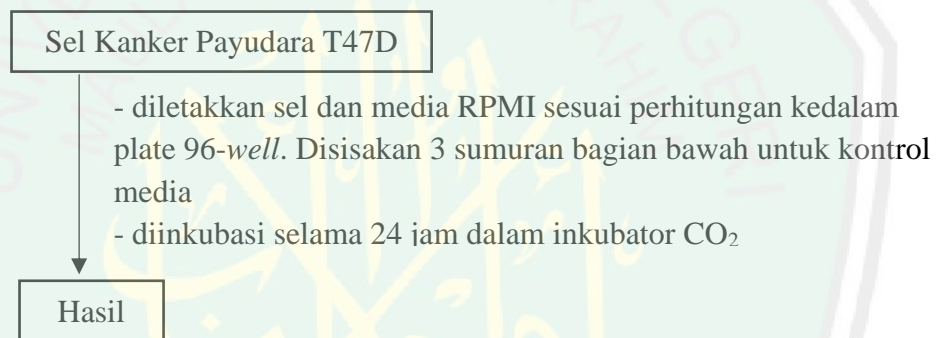 Sel Kanker Payudara T47D
- diletakkan sel dan media RPMI sesuai perhitungan kedalam
plate 96-well. Disisakan 3 sumuran bagian bawah untuk kontrol
media
- diinkubasi selama 24 jam dalam inkubator CO₂
Hasil